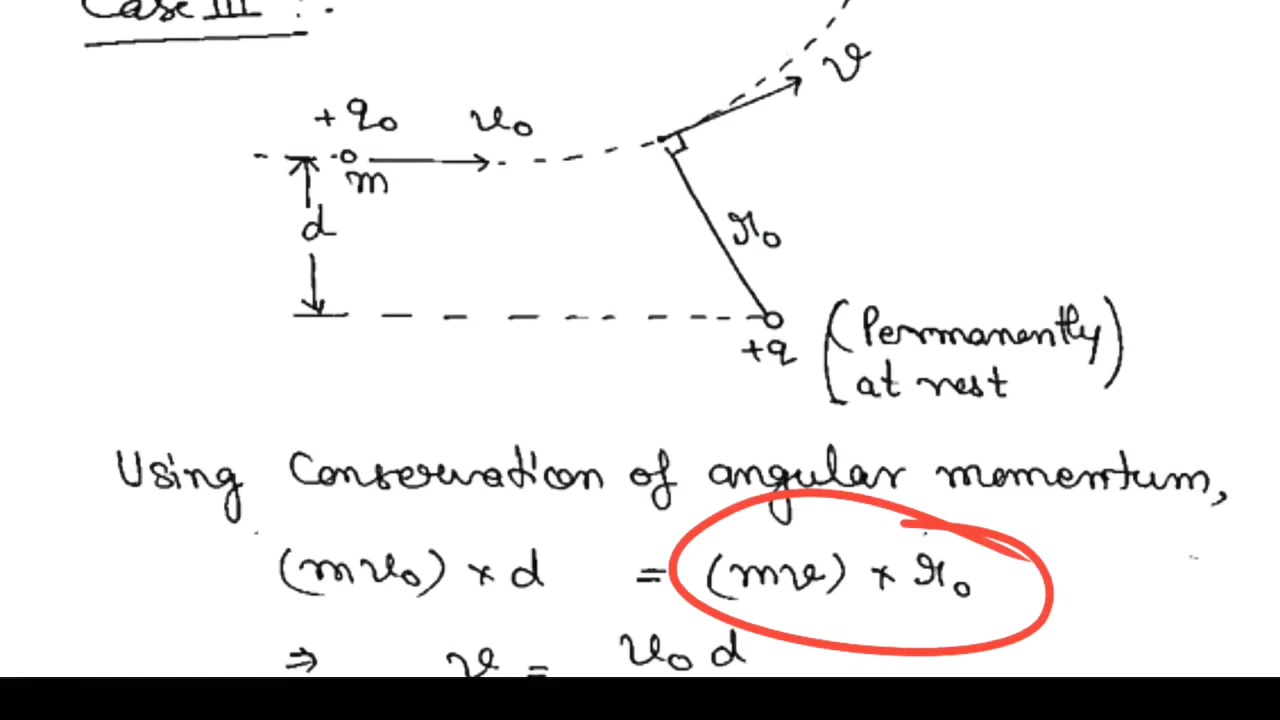 Case III :-
+q₀
v₀
v
m
d
r₀
+q
(Permanently
at rest)
Using Conservation of angular momentum,
(mv₀) × d = (mv) × r₀
⇒ v = v₀d